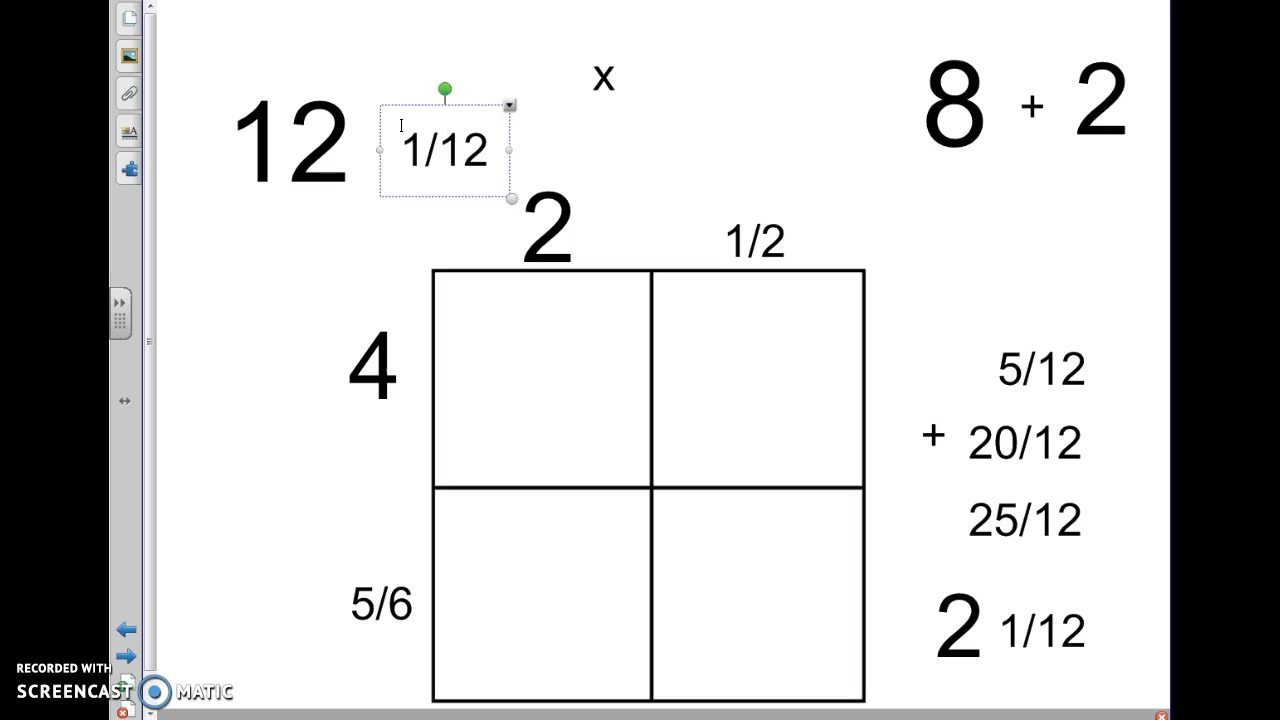 x
8 + 2
12 1/12
2 1/2
4
5/12
+ 20/12
25/12
5/6
2 1/12
RECORDED WITH
SCREENCAST MATIC